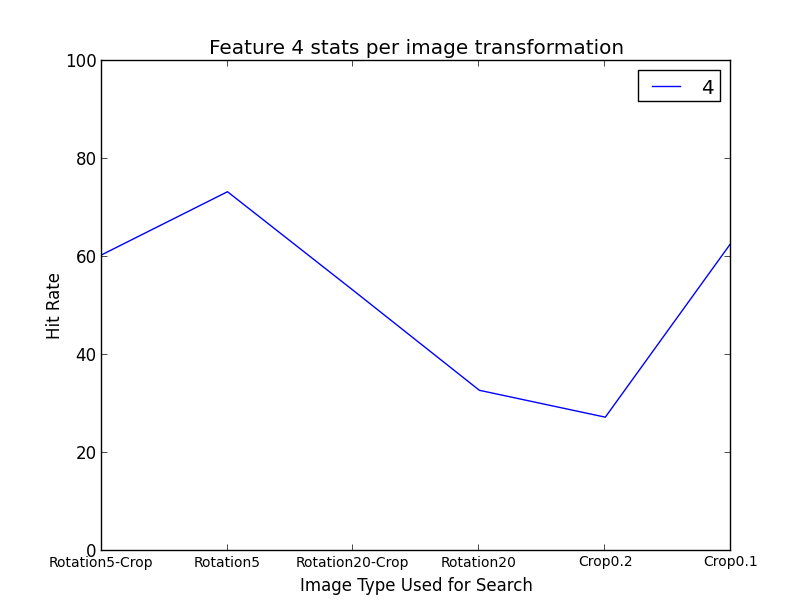 Feature 4 stats per image transformation
4
100
80
60
40
20
0
Hit Rate
Rotation5-Crop Rotation5 Rotation20-Crop Rotation20 Crop0.2 Crop0.1
Image Type Used for Search